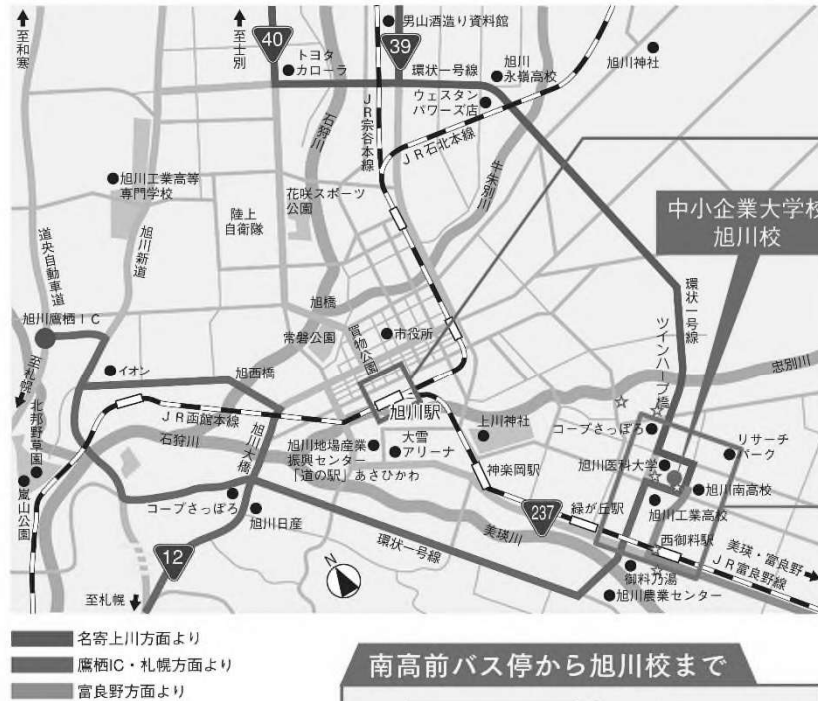 至和寒
至士別
40
39
男山酒造り資料館
トヨタ
カローラ
環状一号線
旭川
永嶺高校
旭川神社
ウェスタン
パワーズ店
JR宗谷本線
石狩川
JR石北本線
牛朱別川
旭川工業高等
専門学校
花咲スポーツ
公園
陸上
自衛隊
中小企業大学校
旭川校
道央自動車道
旭川新道
旭川鷹栖IC
旭橋
常磐公園
買物公園
市役所
環状一号線
ツインハープ橋
忠別川
至札幌
イオン
旭西橋
北邦野草園
嵐山公園
JR函館本線
石狩川
旭川大橋
旭川駅
上川神社
旭川地場産業
振興センター
「道の駅」あさひかわ
大雪
アリーナ
神楽岡駅
コープさっぽろ
リサーチ
パーク
旭川医科大学
旭川南高校
旭川工業高校
コープさっぽろ
旭川日産
237
緑が丘駅
西御料駅
美瑛川
環状一号線
美瑛・富良野
JR富良野線
御料乃湯
旭川農業センター
12
至札幌
N
名寄上川方面より
鷹栖IC・札幌方面より
富良野方面より
南高前バス停から旭川校まで